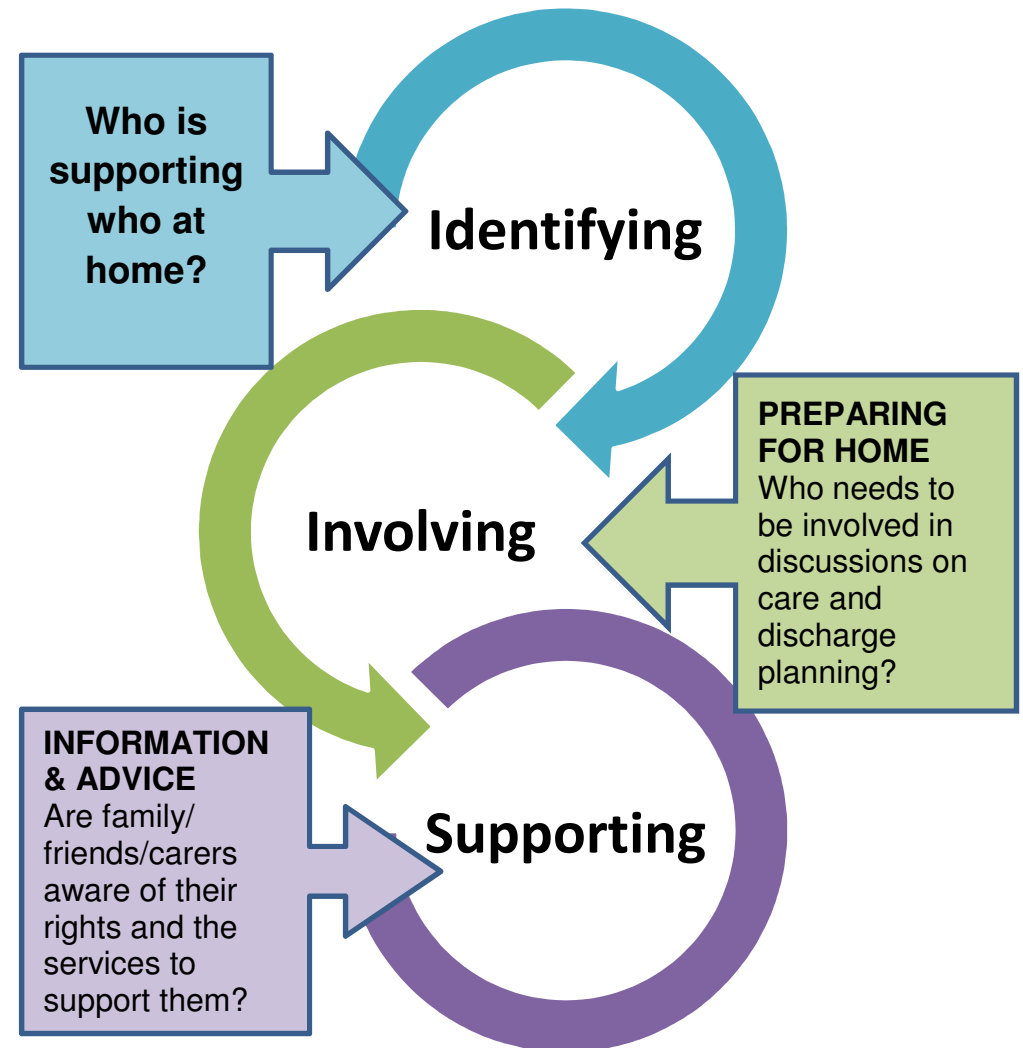 Who is
supporting
who at
home?
Identifying
PREPARING
FOR HOME
Who needs to
be involved in
discussions on
care and
discharge
planning?
Involving
INFORMATION
& ADVICE
Are family/
friends/carers
aware of their
rights and the
services to
support them?
Supporting